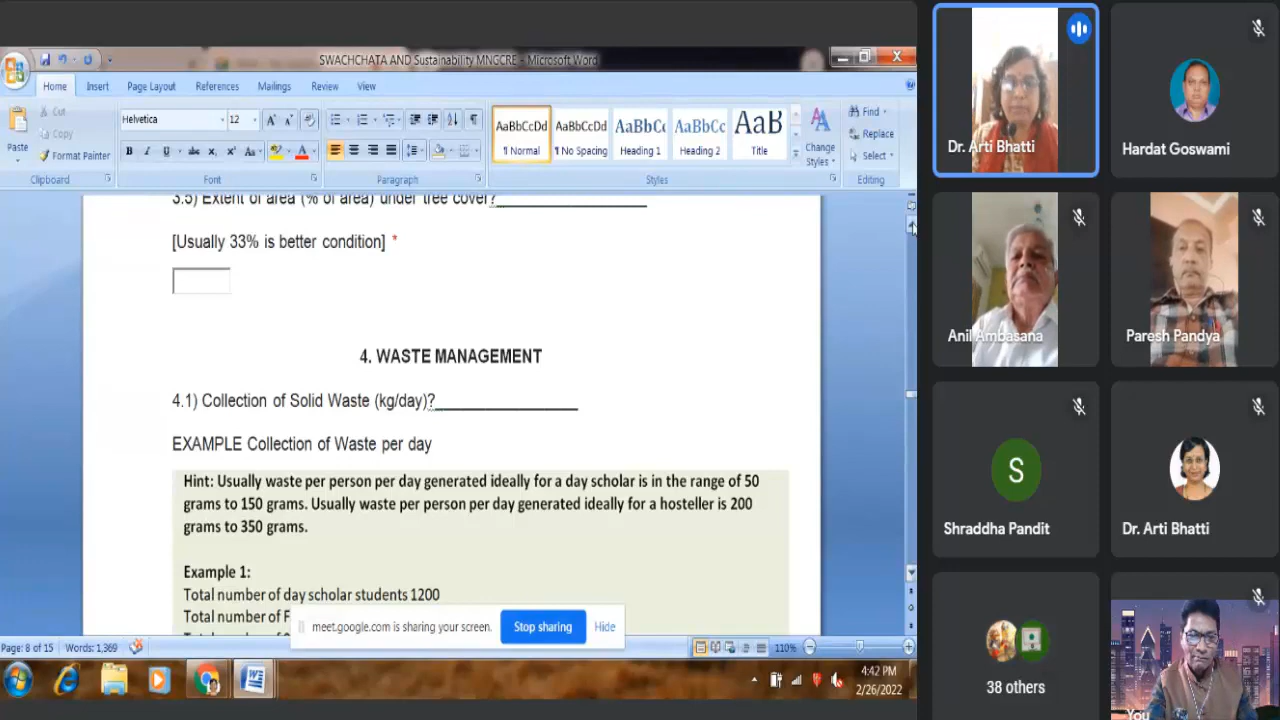 SWACHCHATA AND Sustainability MNGCRE - Microsoft Word
Home Insert Page Layout References Mailings Review View
Paste
Cut
Copy
Format Painter
Clipboard
Helvetica 12
Font
Paragraph
AaBbCcDd AaBbCcDd AaBbCc AaBbCc AaB
¶ Normal ¶ No Spacing Heading 1 Heading 2 Title
Change Styles
Styles
Find
Replace
Select
Editing
3.5) Extent of area (% of area) under tree cover?
[Usually 33% is better condition] *
4. WASTE MANAGEMENT
4.1) Collection of Solid Waste (kg/day)?
EXAMPLE Collection of Waste per day
Hint: Usually waste per person per day generated ideally for a day scholar is in the range of 50
grams to 150 grams. Usually waste per person per day generated ideally for a hosteller is 200
grams to 350 grams.
Example 1:
Total number of day scholar students 1200
Total number of F
meet.google.com is sharing your screen. Stop sharing Hide
Page: 8 of 15 Words: 1,369 110%
4:42 PM
2/26/2022
Dr. Arti Bhatti
Hardat Goswami
Anil Ambasana
Paresh Pandya
S
Shraddha Pandit
Dr. Arti Bhatti
38 others
You